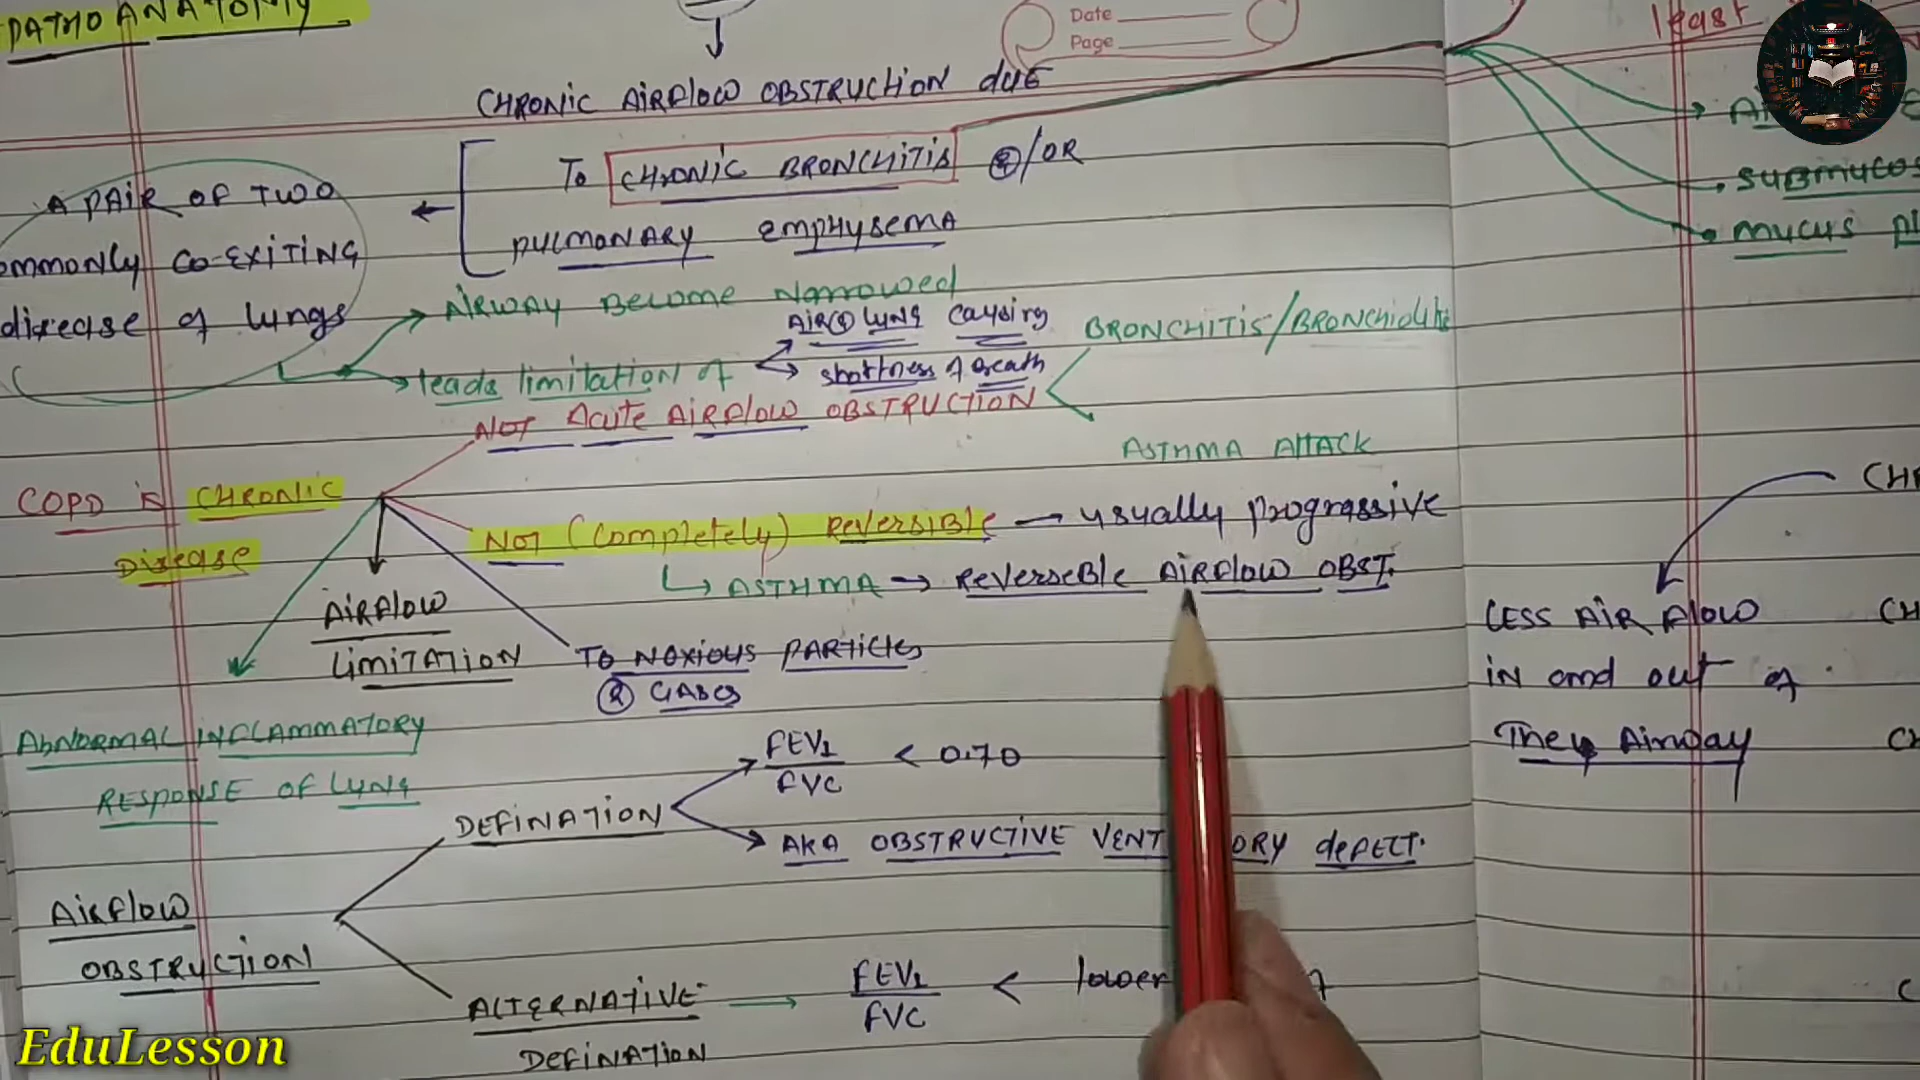 PATHO ANATOMY
Date
Page
CHRONIC AIRFLOW OBSTRUCTION dUE
To CHRONIC BRONCHITIS &/OR
PULMONARY EMPHYSEMA
A PAIR OF TWO
ommonly Co-EXITING
disease of lungs
AIRWAY BECOME Narrowed
leads limitation of
AIR @ LUNG causing
shortness of breath
BRONCHITIS/BRONCHIOLitis
NOT Acute AIRFLOW OBSTRUCTION
ASTHMA ATTACK
COPD is CHRONIC
Disease
NOT (Completely) REVERSIBLE → usually progressive
ASTHMA → REVERSEBLE AIRFLOW OBST.
AIRFLOW
LIMITATION
TO NOXIOUS PARTICLES
& GASES
ABNORMAL INFLAMMATORY
RESPONSE OF LUNG
DEFINATION
FEV1
FVC
< 0.70
AKA OBSTRUCTIVE VENT ORY dEFECT.
AIRFLOW
OBSTRUCTION
ALTERNATIVE
DEFINATION
→ FEV1
FVC
< lower
least
SUBMUCOS
MUCUS Pl
CHR
LESS AIR FLOW
IN and out of
They Airway
CH
EduLesson